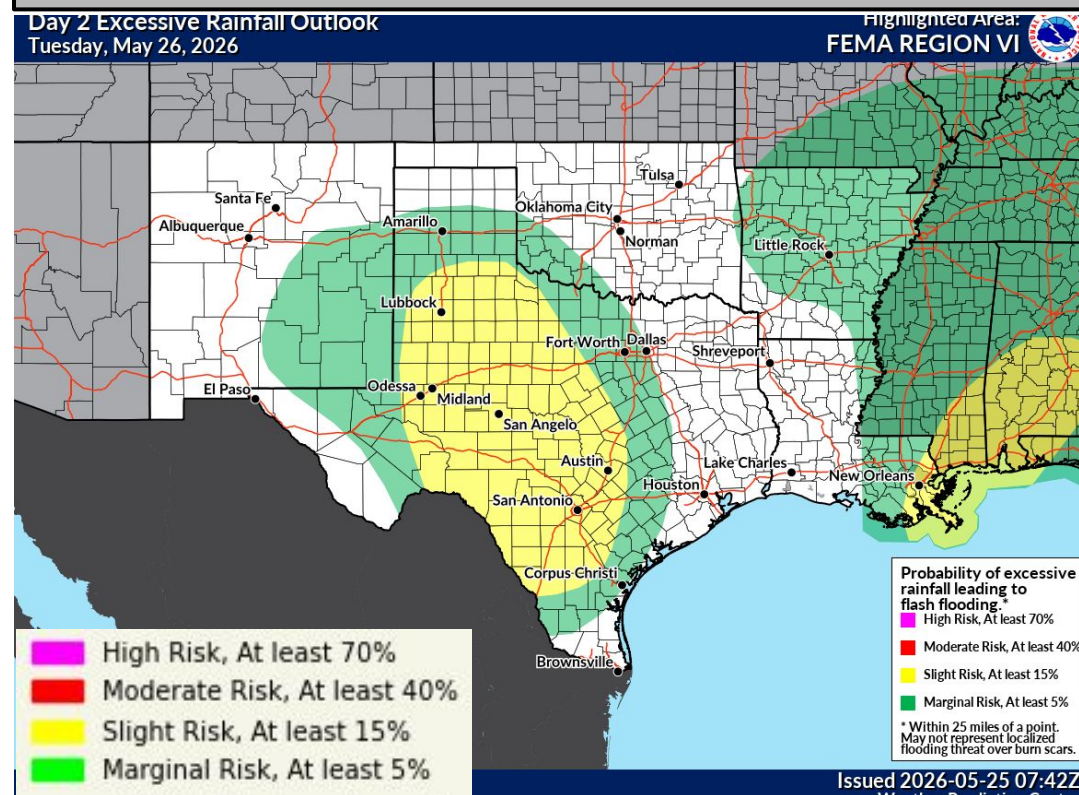 Day 2 Excessive Rainfall Outlook
Tuesday, May 26, 2026
Highlighted Area:
FEMA REGION VI
Santa Fe
Albuquerque
Amarillo
Tulsa
Oklahoma City
Norman
Little Rock
Lubbock
Fort Worth
Dallas
Shreveport
El Paso
Odessa
Midland
San Angelo
Austin
Lake Charles
New Orleans
Houston
San Antonio
Corpus Christi
Brownsville
Probability of excessive
rainfall leading to
flash flooding.*
High Risk, At least 70%
Moderate Risk, At least 40%
Slight Risk, At least 15%
Marginal Risk, At least 5%
* Within 25 miles of a point.
May not represent localized
flooding threat over burn scars.
High Risk, At least 70%
Moderate Risk, At least 40%
Slight Risk, At least 15%
Marginal Risk, At least 5%
Issued 2026-05-25 07:42Z
Weather Prediction Center